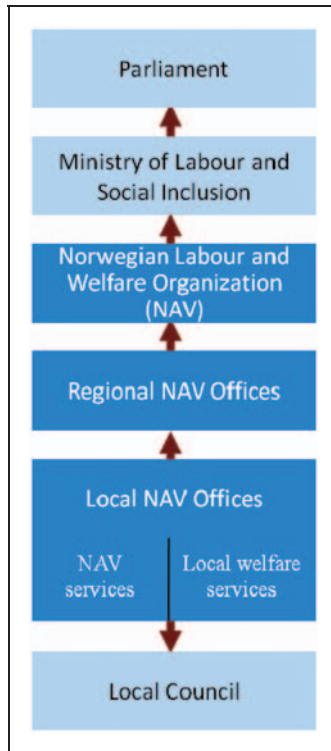 Parliament
Ministry of Labour and
Social Inclusion
Norwegian Labour and
Welfare Organization
(NAV)
Regional NAV Offices
Local NAV Offices
NAV
services
Local welfare
services
Local Council